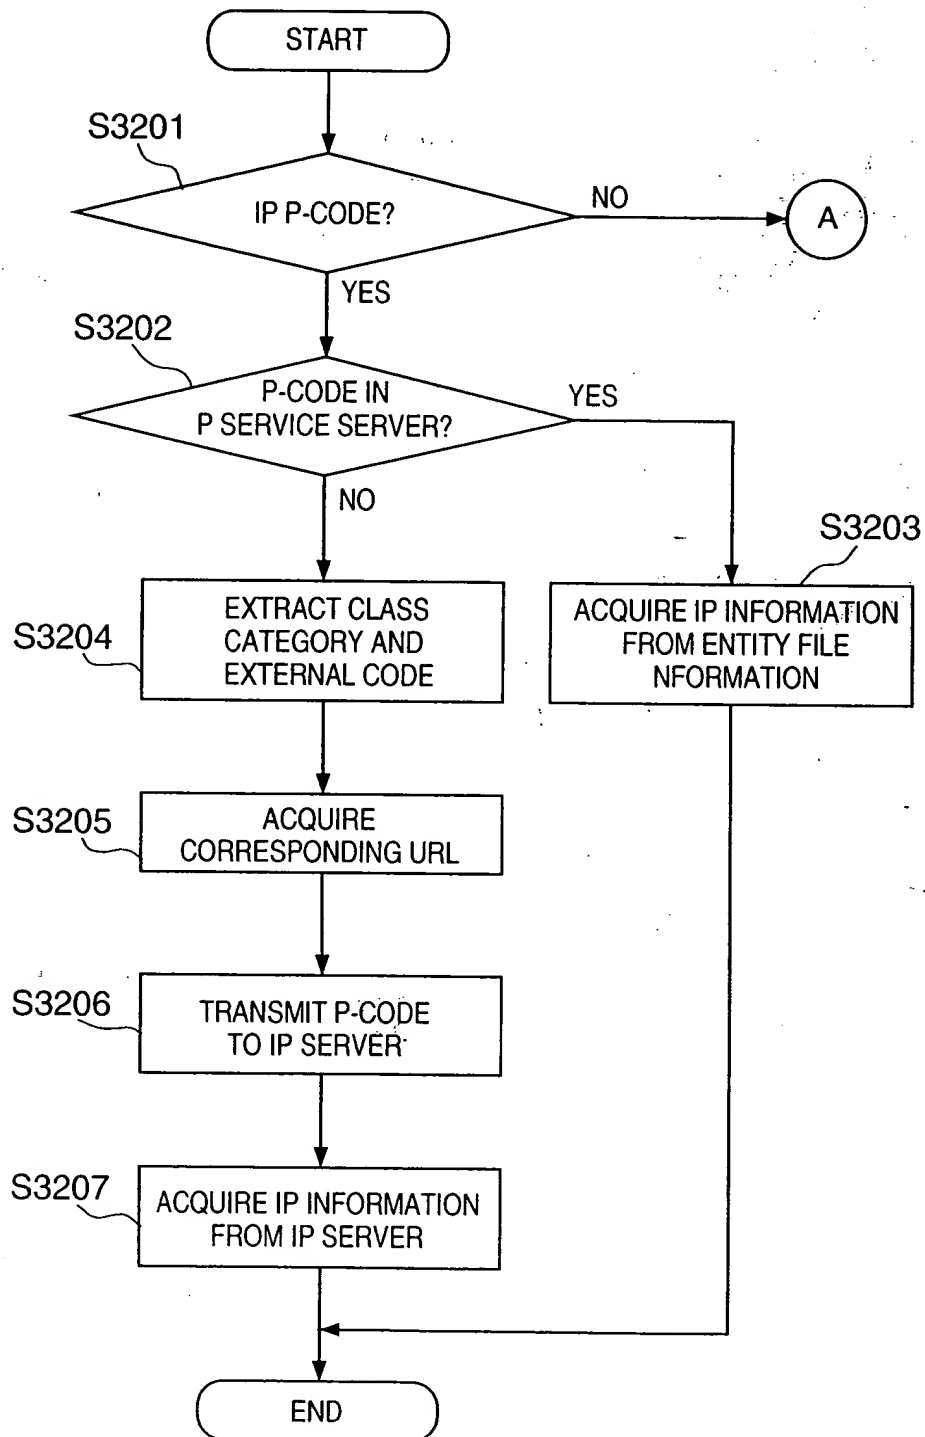 START
S3201
IP P-CODE?
NO
A
YES
S3202
P-CODE IN
P SERVICE SERVER?
YES
NO
S3203
ACQUIRE IP INFORMATION
FROM ENTITY FILE
NFORMATION
S3204
EXTRACT CLASS
CATEGORY AND
EXTERNAL CODE
S3205
ACQUIRE
CORRESPONDING URL
S3206
TRANSMIT P-CODE
TO IP SERVER
S3207
ACQUIRE IP INFORMATION
FROM IP SERVER
END